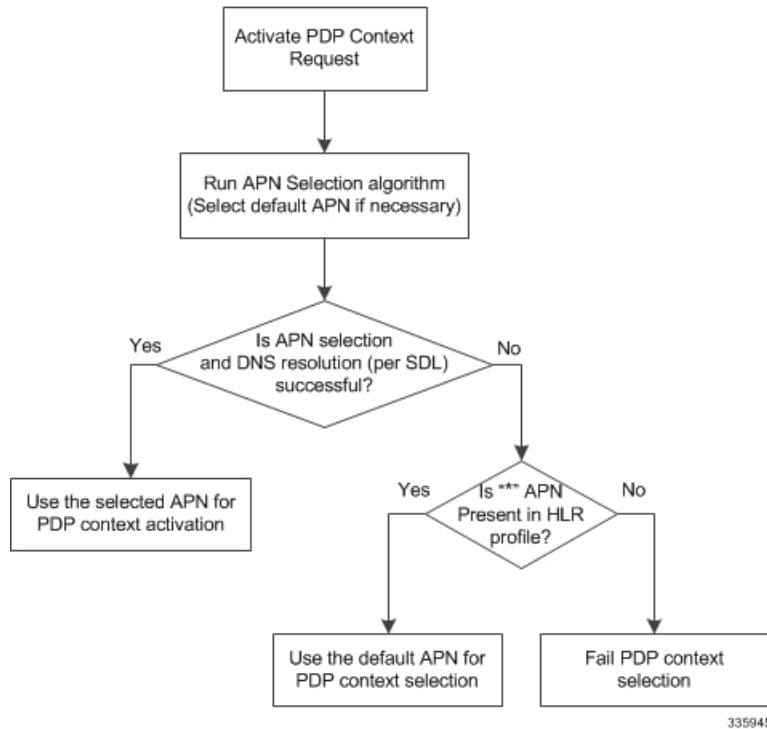 Activate PDP Context
Request
Run APN Selection algorithm
(Select default APN if necessary)
Is APN selection
and DNS resolution (per SDL)
successful?
Yes
No
Use the selected APN for
PDP context activation
Is "*" APN
Present in HLR
profile?
Yes
No
Use the default APN for
PDP context selection
Fail PDP context
selection
335945